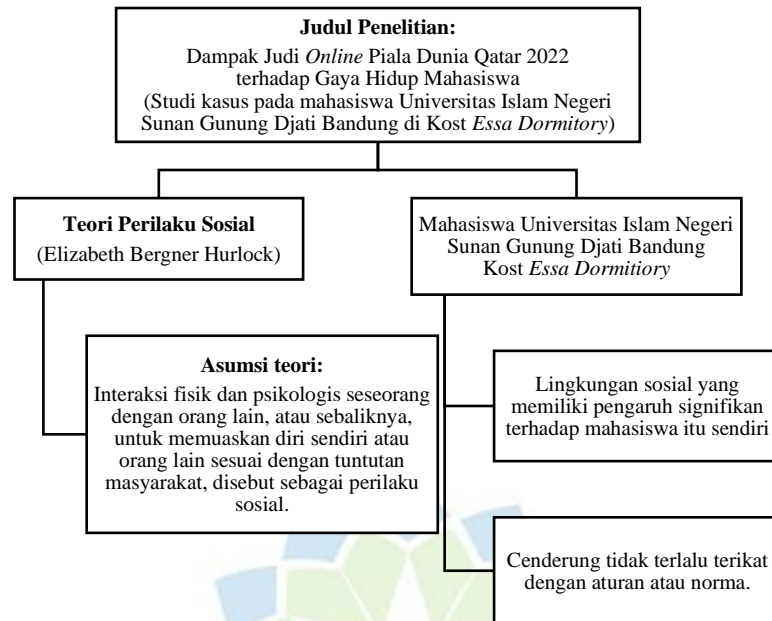 Judul Penelitian:
Dampak Judi Online Piala Dunia Qatar 2022
terhadap Gaya Hidup Mahasiswa
(Studi kasus pada mahasiswa Universitas Islam Negeri
Sunan Gunung Djati Bandung di Kost Essa Dormitory)
Teori Perilaku Sosial
(Elizabeth Bergner Hurlock)
Mahasiswa Universitas Islam Negeri
Sunan Gunung Djati Bandung
Kost Essa Dormitiory
Asumsi teori:
Interaksi fisik dan psikologis seseorang
dengan orang lain, atau sebaliknya,
untuk memuaskan diri sendiri atau
orang lain sesuai dengan tuntutan
masyarakat, disebut sebagai perilaku
sosial.
Lingkungan sosial yang
memiliki pengaruh signifikan
terhadap mahasiswa itu sendiri
Cenderung tidak terlalu terikat
dengan aturan atau norma.